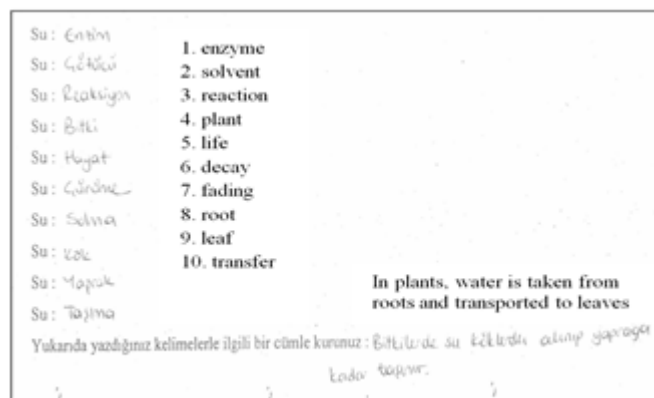 Su: Enzim
Su: Çözücü
Su: Reaksiyon
Su: Bitki
Su: Hayat
Su: Çürüme
Su: Solma
Su: Kök
Su: Yaprak
Su: Taşıma
1. enzyme
2. solvent
3. reaction
4. plant
5. life
6. decay
7. fading
8. root
9. leaf
10. transfer
In plants, water is taken from
roots and transported to leaves
Yukarıda yazdığınız kelimelerle ilgili bir cümle kurunuz : Bitkilerde su köklerden alınıp yaprağa
kadar taşınır.